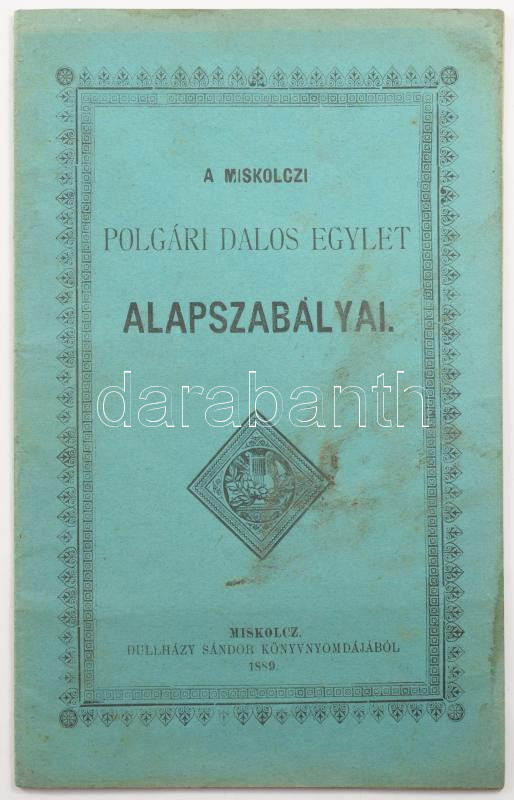 A MISKOLCZI
POLGÁRI DALOS EGYLET
ALAPSZABÁLYAI.
darabanth
MISKOLCZ.
DULLHÁZY SÁNDOR KÖNYVNYOMDÁJÁBÓL
1889.